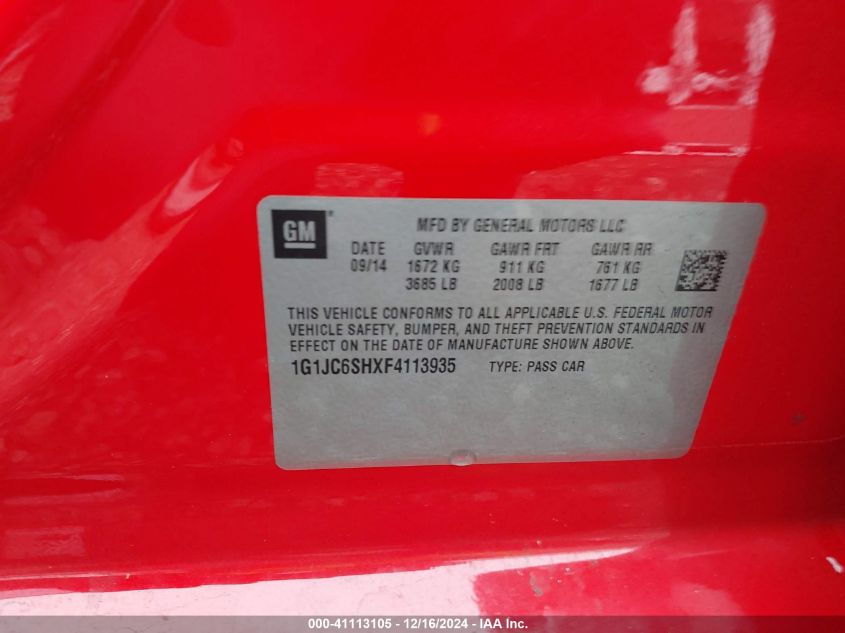 GM®
MFD BY GENERAL MOTORS LLC
DATE GVWR GAWR FRT GAWR RR
09/14 1672 KG 911 KG 761 KG
3685 LB 2008 LB 1677 LB
THIS VEHICLE CONFORMS TO ALL APPLICABLE U.S. FEDERAL MOTOR
VEHICLE SAFETY, BUMPER, AND THEFT PREVENTION STANDARDS IN
EFFECT ON THE DATE OF MANUFACTURE SHOWN ABOVE.
1G1JC6SHXF4113935 TYPE: PASS CAR
000-41113105 - 12/16/2024 - IAA Inc.